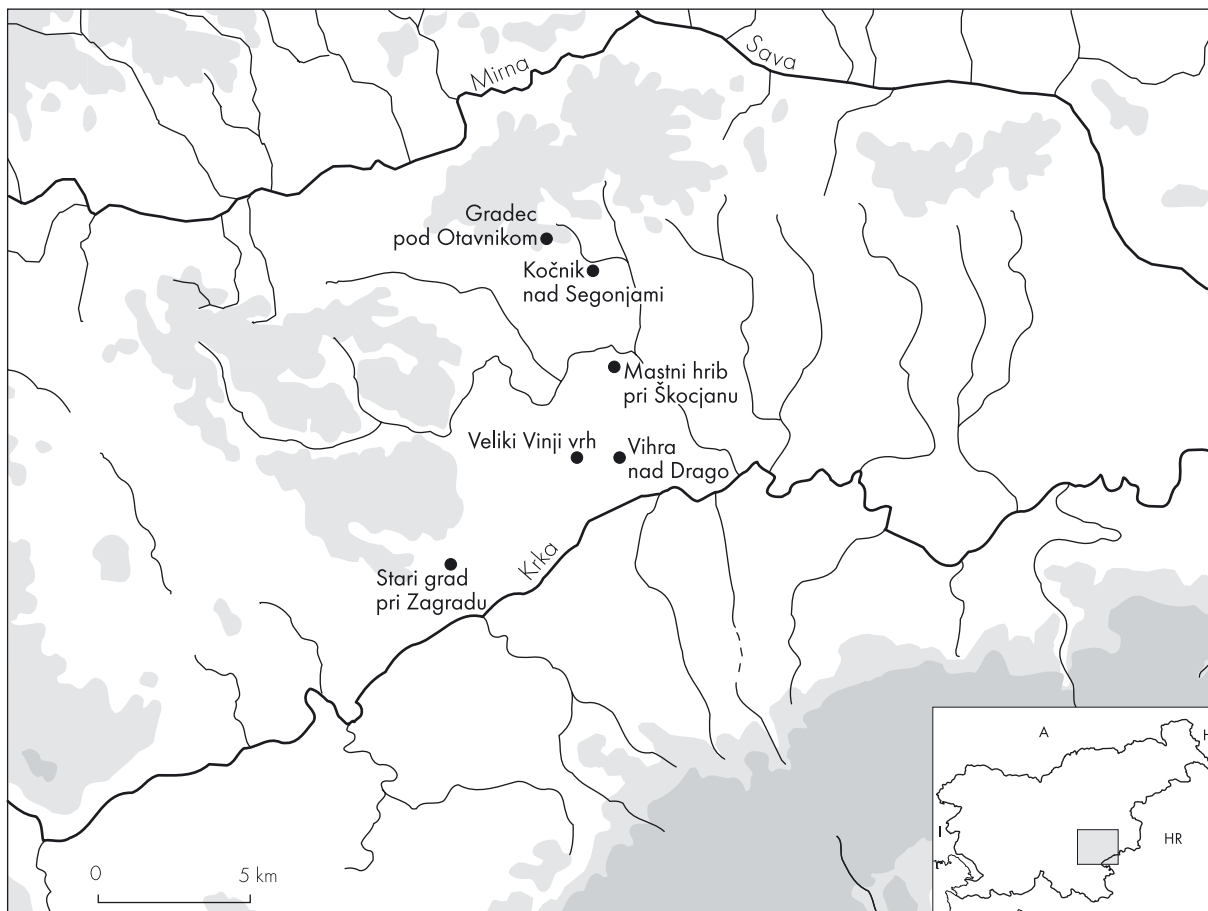 Mirna
Sava
Gradec
pod Otavnikom
Kočnik
nad Segonjami
Mastni hrib
pri Škocjanu
Veliki Vinji vrh
Vihra
nad Drago
Krka
Stari grad
pri Zagradu
A
H
I
HR
0 5 km